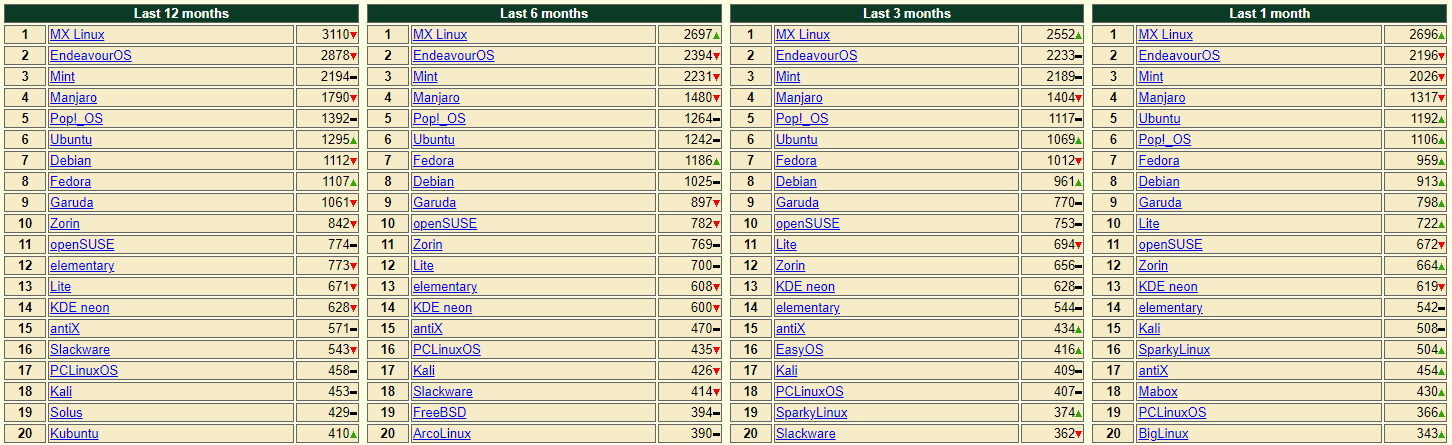 Last 12 months Last 6 months Last 3 months Last 1 month
1 MX Linux 3110 1 MX Linux 2697 1 MX Linux 2552 1 MX Linux 2696
2 EndeavourOS 2878 2 EndeavourOS 2394 2 EndeavourOS 2233 2 EndeavourOS 2196
3 Mint 2194 3 Mint 2231 3 Mint 2189 3 Mint 2026
4 Manjaro 1790 4 Manjaro 1480 4 Manjaro 1404 4 Manjaro 1317
5 Pop!_OS 1392 5 Pop!_OS 1264 5 Pop!_OS 1117 5 Ubuntu 1192
6 Ubuntu 1295 6 Ubuntu 1242 6 Ubuntu 1069 6 Pop!_OS 1106
7 Debian 1112 7 Fedora 1186 7 Fedora 1012 7 Fedora 959
8 Fedora 1107 8 Debian 1025 8 Debian 961 8 Debian 913
9 Garuda 1061 9 Garuda 897 9 Garuda 770 9 Garuda 798
10 Zorin 842 10 openSUSE 782 10 openSUSE 753 10 Lite 722
11 openSUSE 774 11 Zorin 769 11 Lite 694 11 openSUSE 672
12 elementary 773 12 Lite 700 12 Zorin 656 12 Zorin 664
13 Lite 671 13 elementary 608 13 KDE neon 628 13 KDE neon 619
14 KDE neon 628 14 KDE neon 600 14 elementary 544 14 elementary 542
15 antiX 571 15 antiX 470 15 antiX 434 15 Kali 508
16 Slackware 543 16 PCLinuxOS 435 16 EasyOS 416 16 SparkyLinux 504
17 PCLinuxOS 458 17 Kali 426 17 Kali 409 17 antiX 454
18 Kali 453 18 Slackware 414 18 PCLinuxOS 407 18 Mabox 430
19 Solus 429 19 FreeBSD 394 19 SparkyLinux 374 19 PCLinuxOS 366
20 Kubuntu 410 20 ArcoLinux 390 20 Slackware 362 20 BigLinux 343